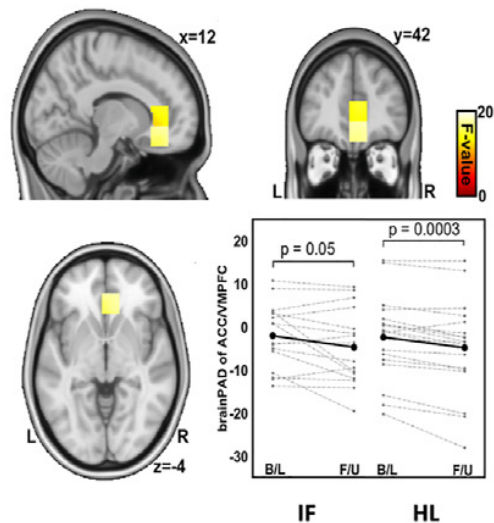 x=12
y=42
20
F-value
0
L
R
L
R
z=-4
brainPAD of ACC/VMPFC
20
10
0
-10
-20
-30
p = 0.05
p = 0.0003
B/L
F/U
B/L
F/U
IF
HL